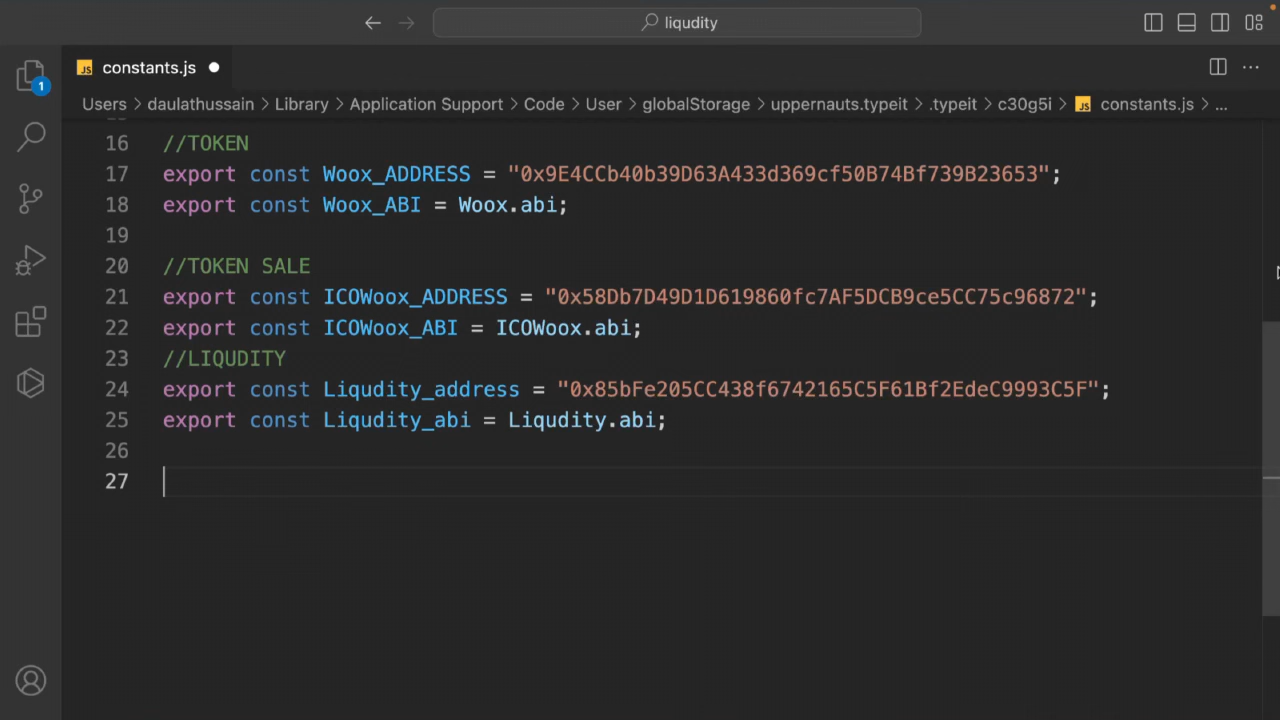 liqudity
JS constants.js
1
Users > daulathussain > Library > Application Support > Code > User > globalStorage > uppernauts.typeit > .typeit > c30g5i > JS constants.js > ...
16 //TOKEN
17 export const Woox_ADDRESS = "0x9E4CCb40b39D63A433d369cf50B74Bf739B23653";
18 export const Woox_ABI = Woox.abi;
19
20 //TOKEN SALE
21 export const ICOWoox_ADDRESS = "0x58Db7D49D1D619860fc7AF5DCB9ce5CC75c96872";
22 export const ICOWoox_ABI = ICOWoox.abi;
23 //LIQUDITY
24 export const Liqudity_address = "0x85bFe205CC438f6742165C5F61Bf2EdeC9993C5F";
25 export const Liqudity_abi = Liqudity.abi;
26
27